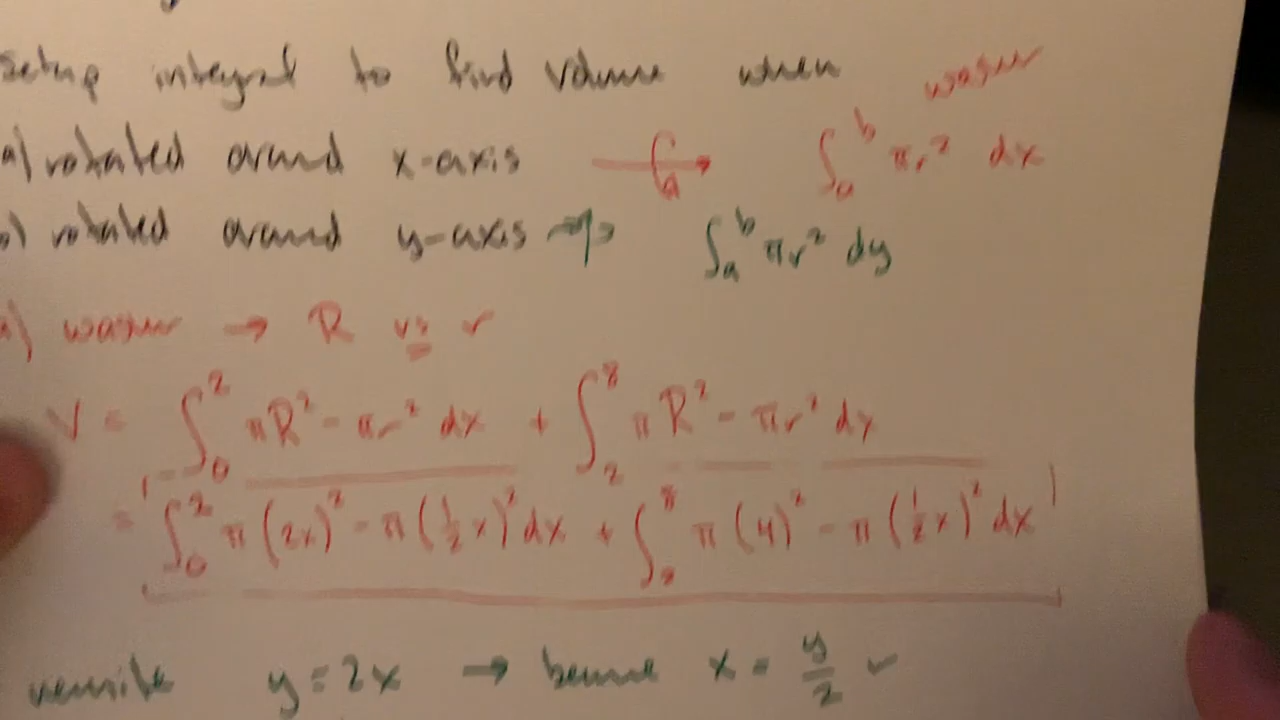 setup integral to find volume when
washer
a) rotated around x-axis → ∫_a^b πr² dx
b) rotated around y-axis ⇒ ∫_a^b πr² dy
a) washer → R vs r
V = ∫_0^2 πR² - πr² dx + ∫_2^8 πR² - πr² dx
= ∫_0^2 π(2x)² - π(½x)² dx + ∫_2^8 π(4)² - π(½x)² dx
rewrite y = 2x → x = y/2